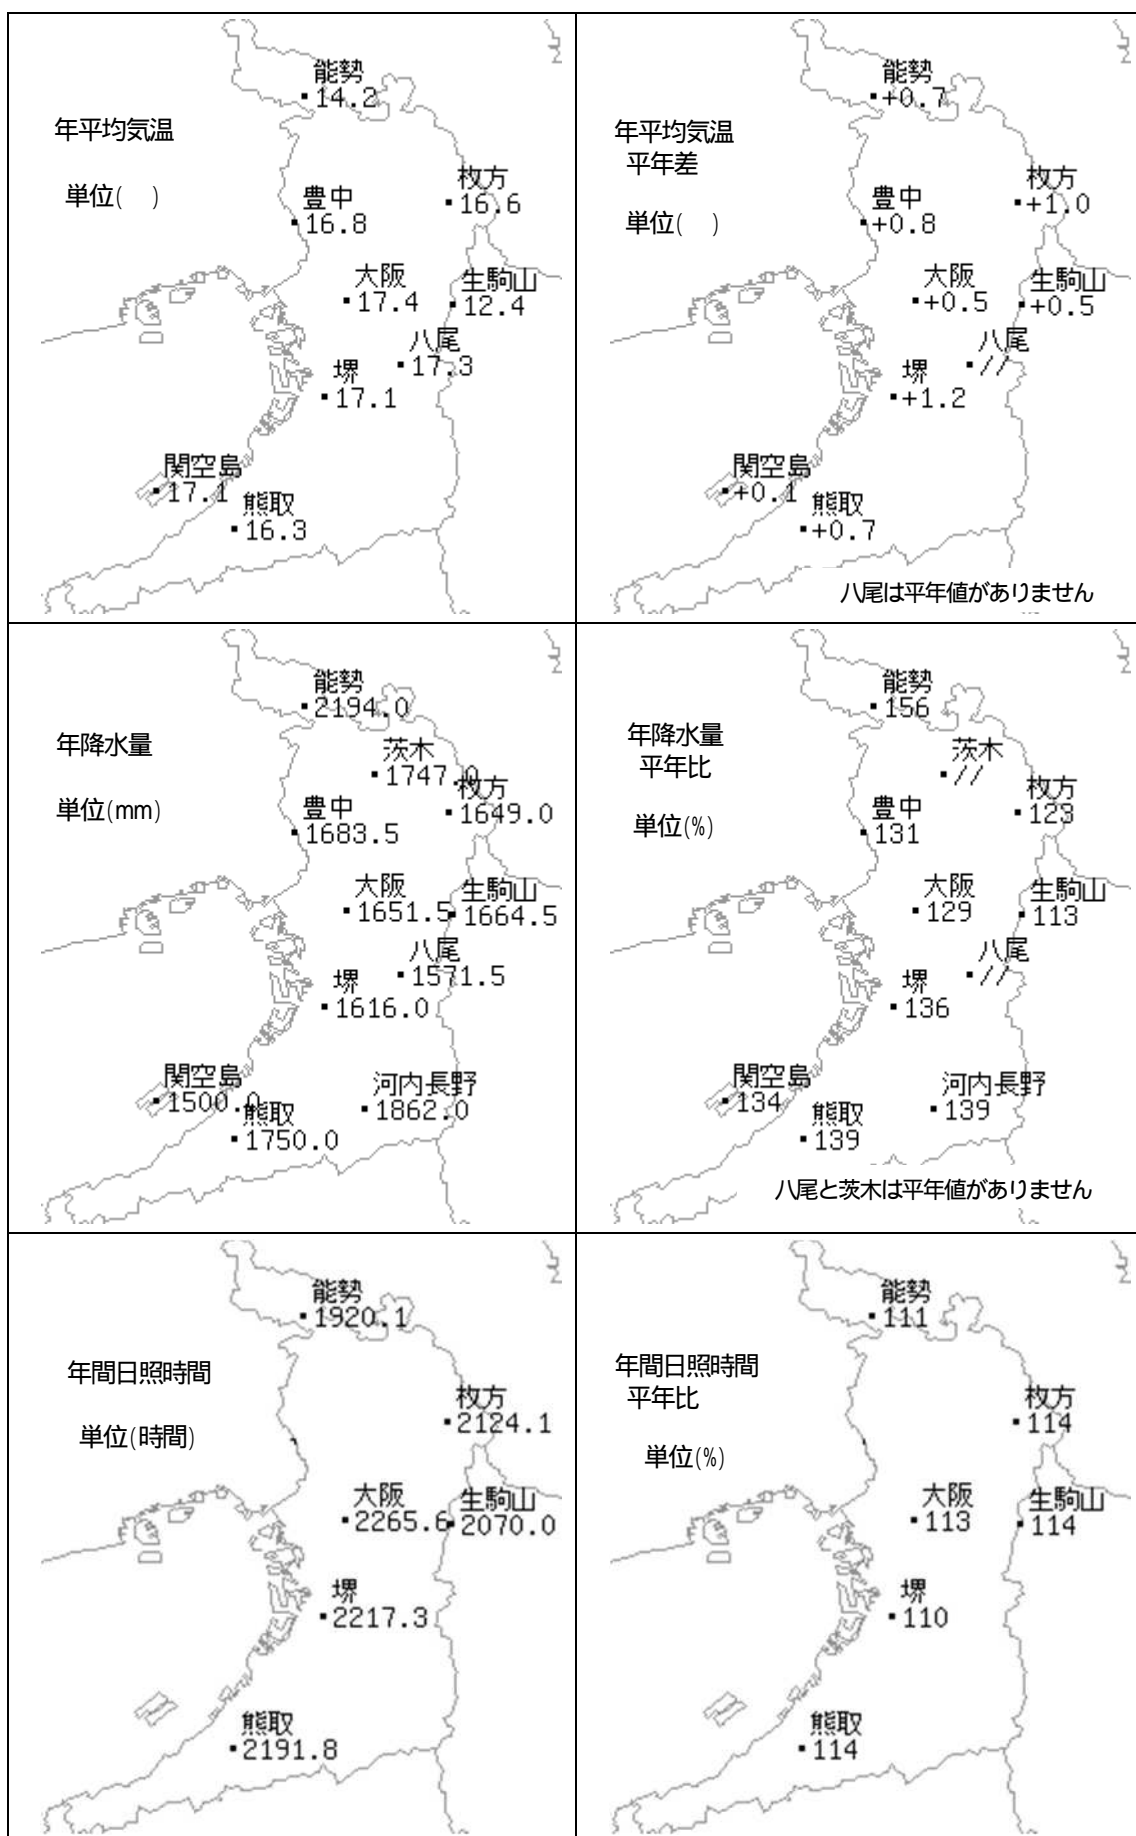 能勢
14.2
年平均気温
枚方
16.6
単位(　)
豊中
16.8
大阪
17.4
生駒山
12.4
八尾
17.3
堺
17.1
関空島
17.1
熊取
16.3
能勢
+0.7
年平均気温
平年差
枚方
+1.0
豊中
+0.8
単位(　)
大阪
+0.5
生駒山
+0.5
八尾
//
堺
+1.2
関空島
+0.1
熊取
+0.7
八尾は平年値がありません
能勢
2194.0
年降水量
茨木
1747.0
枚方
1649.0
単位(mm)
豊中
1683.5
大阪
1651.5
生駒山
1664.5
八尾
1571.5
堺
1616.0
関空島
1500.0
河内長野
1862.0
熊取
1750.0
能勢
156
年降水量
平年比
茨木
//
枚方
123
豊中
131
単位(%)
大阪
129
生駒山
113
八尾
//
堺
136
関空島
134
河内長野
139
熊取
139
八尾と茨木は平年値がありません
能勢
1920.1
年間日照時間
枚方
2124.1
単位(時間)
大阪
2265.6
生駒山
2070.0
堺
2217.3
熊取
2191.8
能勢
111
年間日照時間
平年比
枚方
114
単位(%)
大阪
113
生駒山
114
堺
110
熊取
114